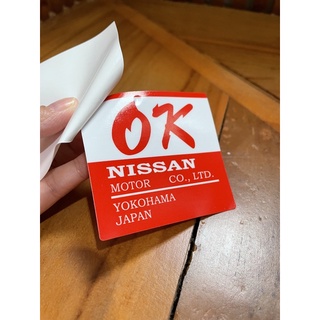 OK
NISSAN
MOTOR CO., LTD.
YOKOHAMA
JAPAN